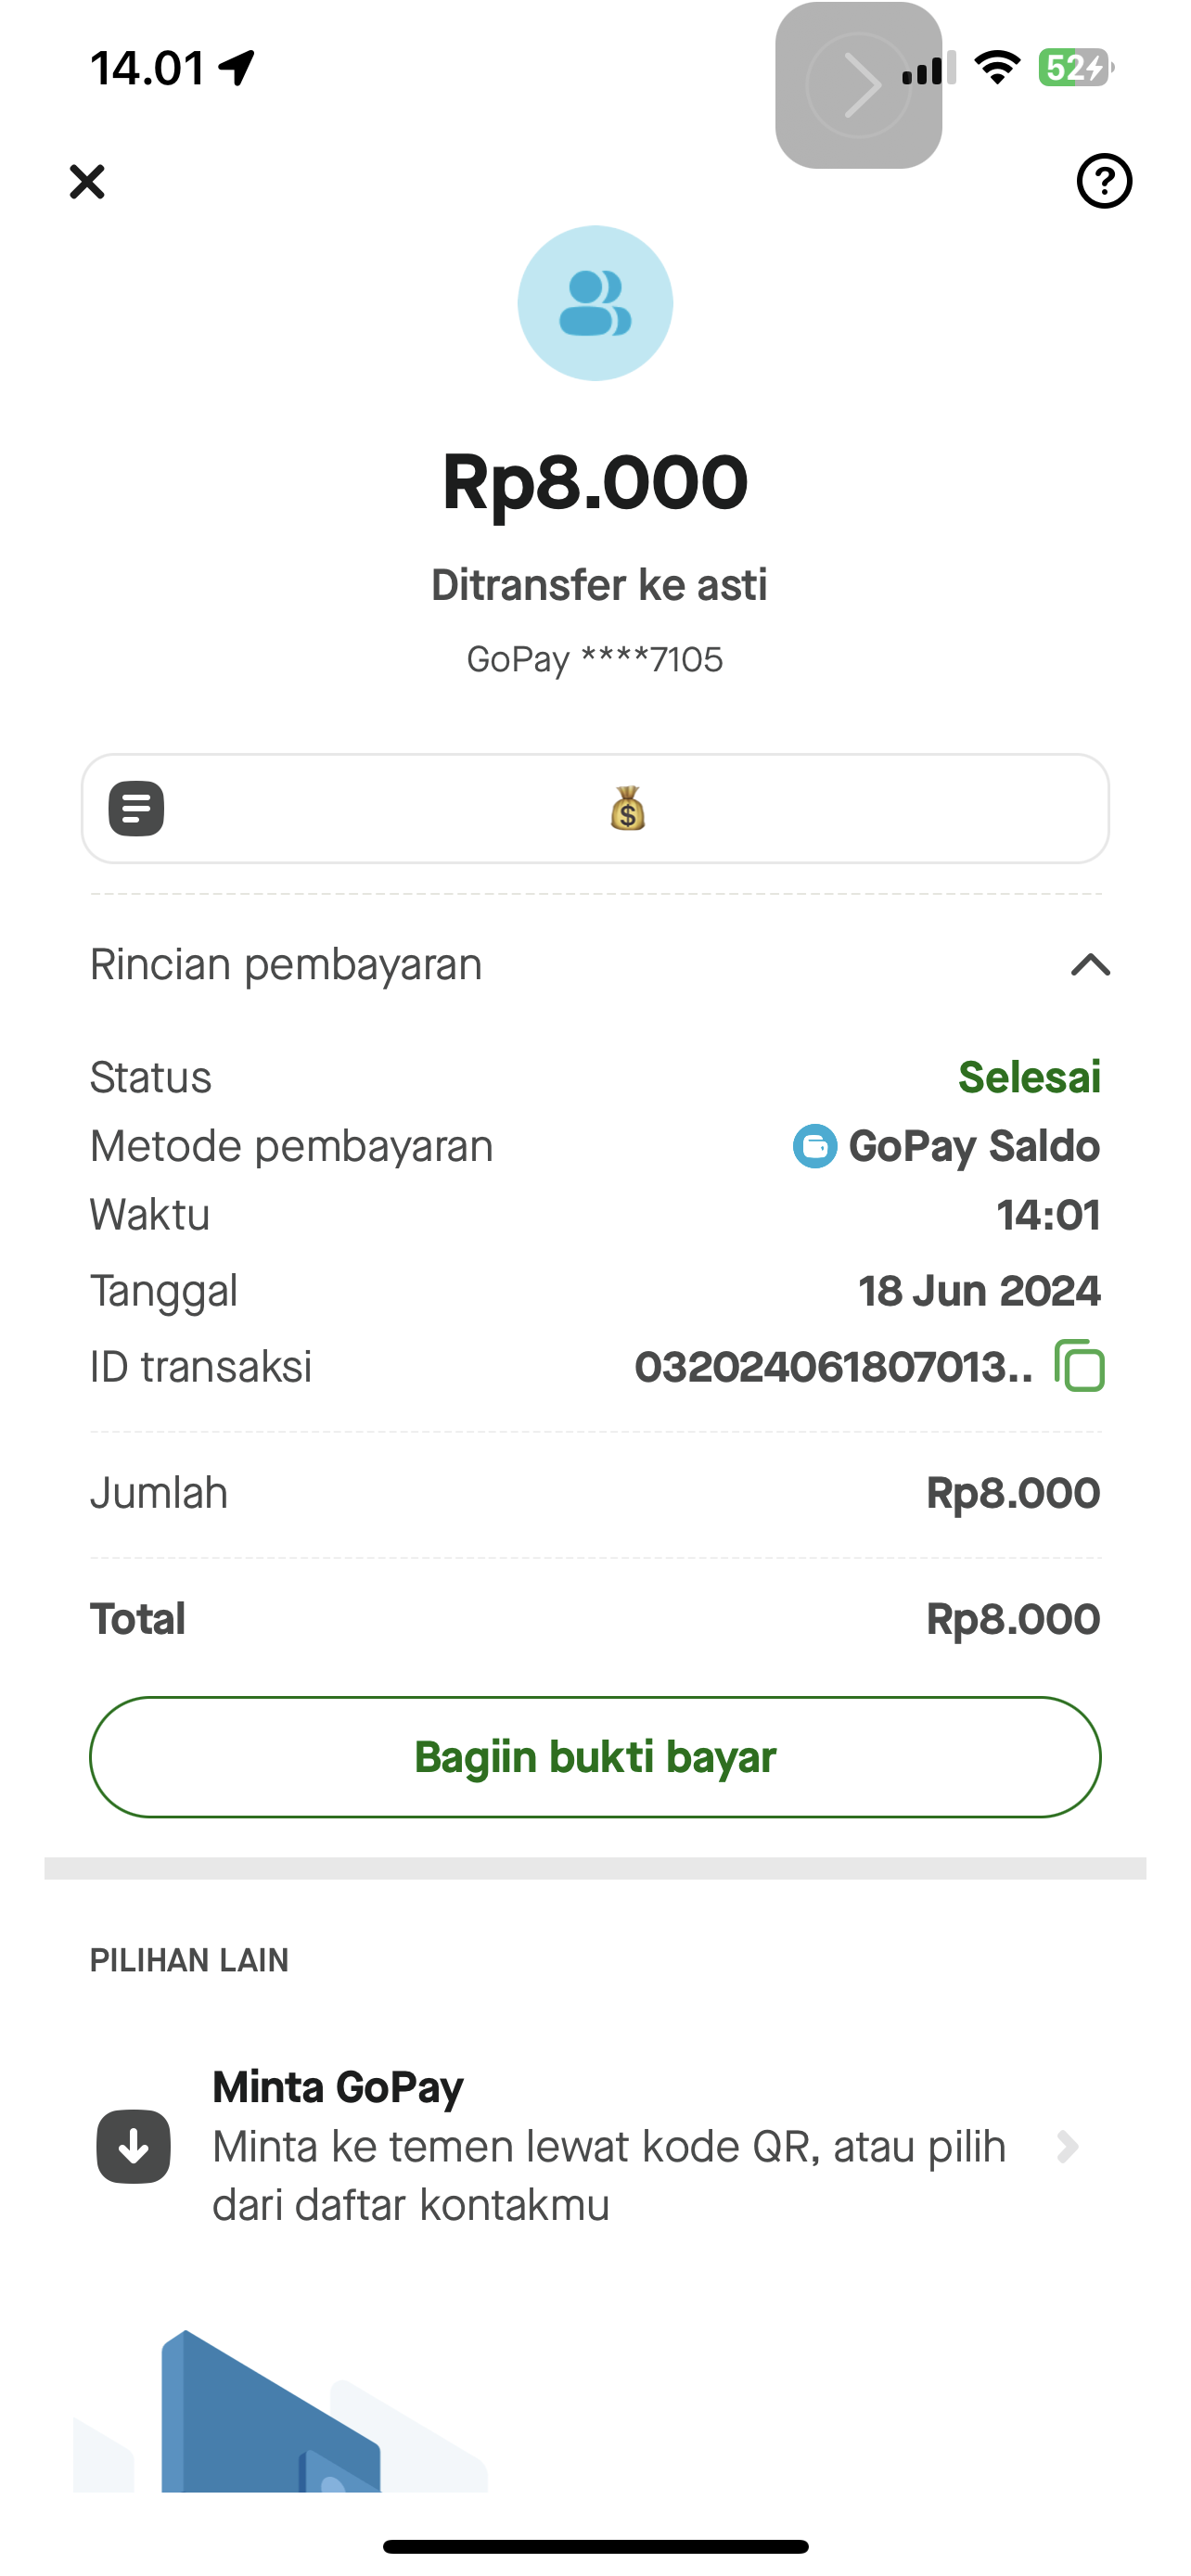 14.01
52
?
Rp8.000
Ditransfer ke asti
GoPay ****7105
$
Rincian pembayaran
Status Selesai
Metode pembayaran GoPay Saldo
Waktu 14:01
Tanggal 18 Jun 2024
ID transaksi 032024061807013..
Jumlah Rp8.000
Total Rp8.000
Bagiin bukti bayar
PILIHAN LAIN
Minta GoPay
Minta ke temen lewat kode QR, atau pilih
dari daftar kontakmu